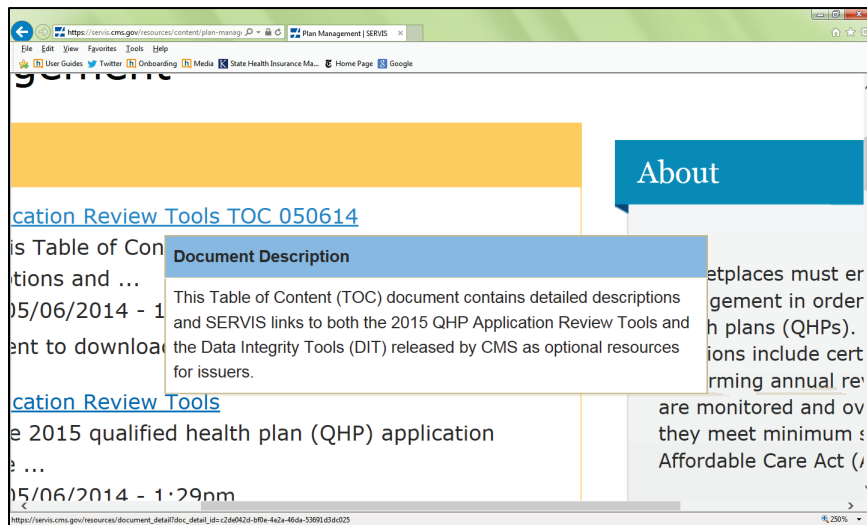 https://servis.cms.gov/resources/content/plan-manag
Plan Management | SERVIS
File Edit View Favorites Tools Help
User Guides Twitter Onboarding Media State Health Insurance Ma... Home Page Google
gement
About
cation Review Tools TOC 050614
is Table of Con
Document Description
ptions and ...
etplaces must er
05/06/2014 - 1
This Table of Content (TOC) document contains detailed descriptions
gement in order
and SERVIS links to both the 2015 QHP Application Review Tools and
h plans (QHPs).
ent to downloa
the Data Integrity Tools (DIT) released by CMS as optional resources
ions include cert
for issuers.
rming annual re
cation Review Tools
are monitored and ov
e 2015 qualified health plan (QHP) application
they meet minimum s
e ...
Affordable Care Act (
05/06/2014 - 1:29pm
https://servis.cms.gov/resources/document_detail?doc_detail_id=c2de042d-bf0e-4e2a-46da-53691d3dc025
250%